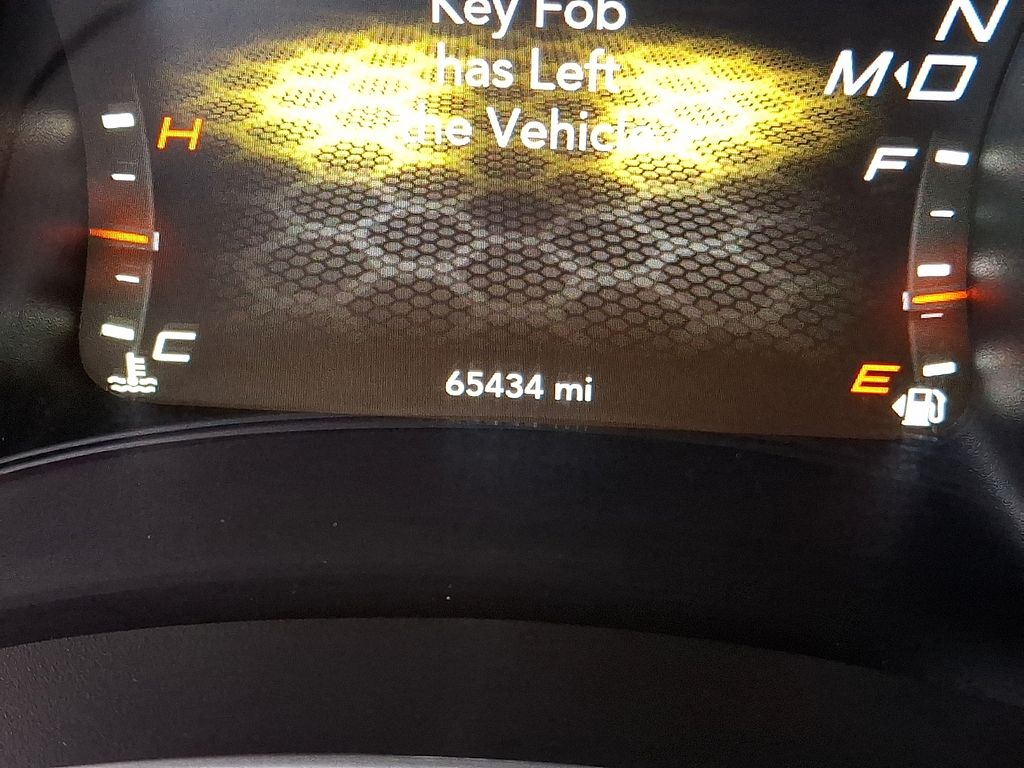 Key Fob
has Left
the Vehicle
N
M D
H
F
C
E
65434 mi